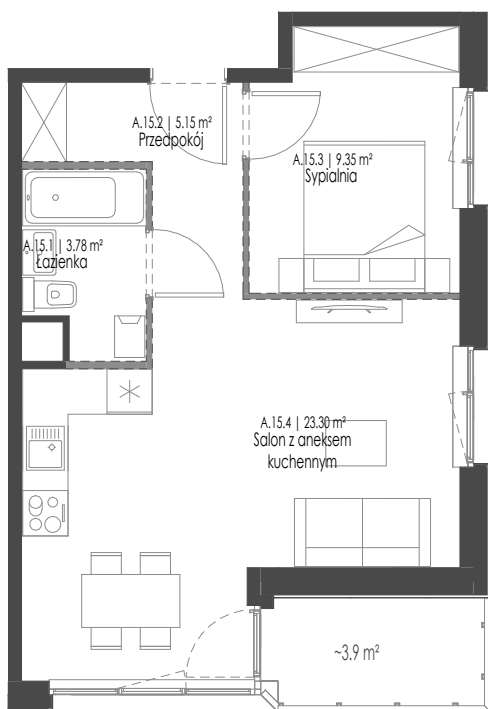 A.15.2 | 5.15 m²
Przedpokój
A.15.3 | 9.35 m²
Sypialnia
A.15.1 | 3.78 m²
Łazienka
A.15.4 | 23.30 m²
Salon z aneksem
kuchennym
~3.9 m²